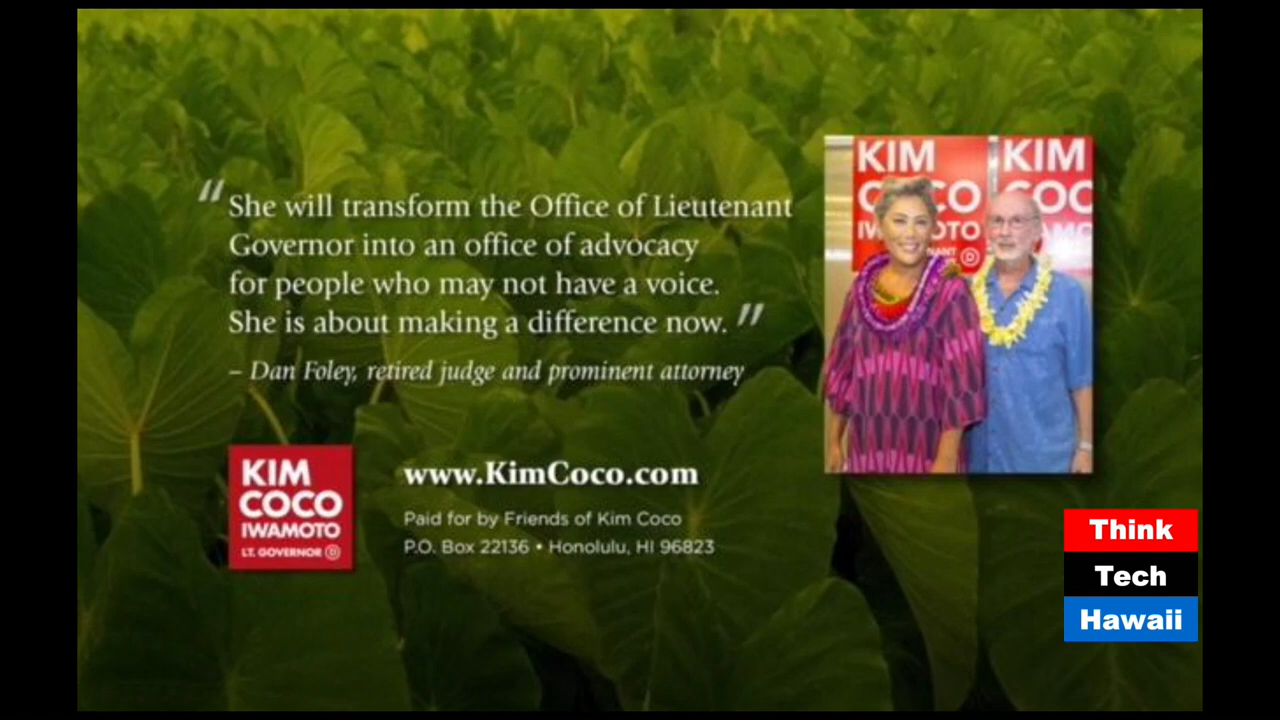 “She will transform the Office of Lieutenant
Governor into an office of advocacy
for people who may not have a voice.
She is about making a difference now.”
– Dan Foley, retired judge and prominent attorney
KIM
COCO
IWAMOTO
LT. GOVERNOR D
www.KimCoco.com
Paid for by Friends of Kim Coco
P.O. Box 22136 • Honolulu, HI 96823
KIM
KIM
Think
Tech
Hawaii